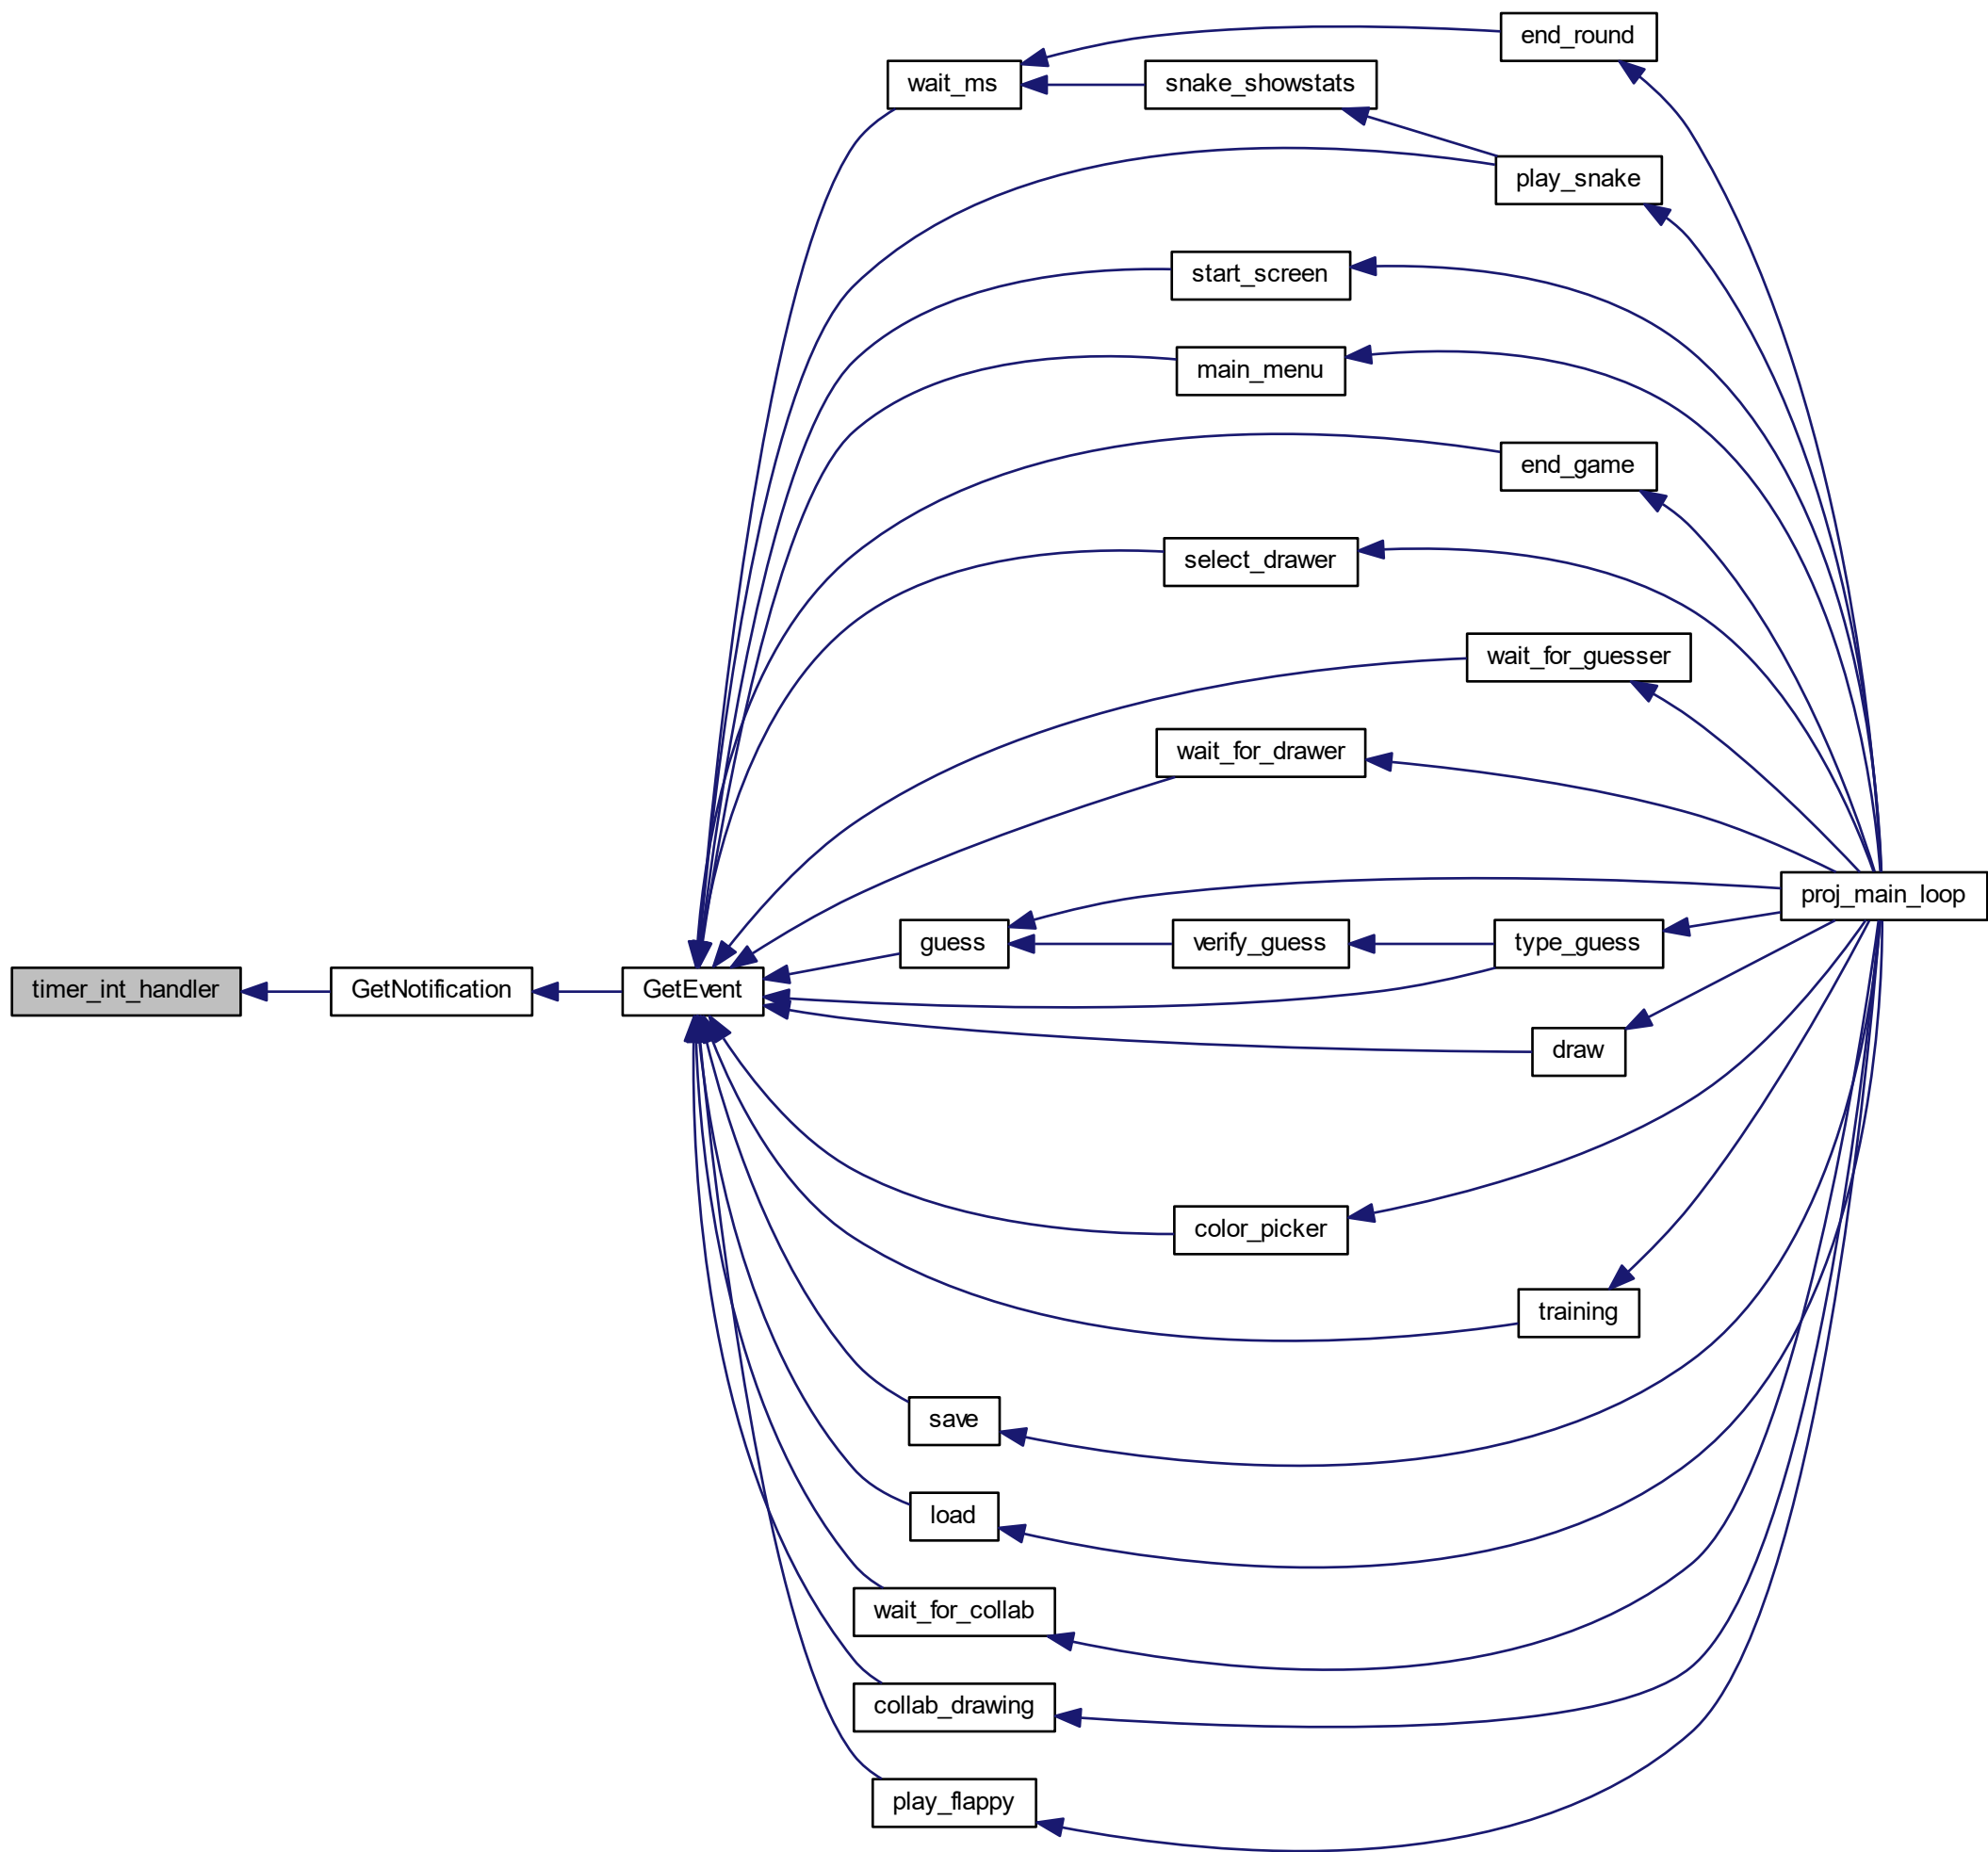 end_round
wait_ms
snake_showstats
play_snake
start_screen
main_menu
end_game
select_drawer
wait_for_guesser
wait_for_drawer
proj_main_loop
guess
verify_guess
type_guess
timer_int_handler
GetNotification
GetEvent
draw
color_picker
training
save
load
wait_for_collab
collab_drawing
play_flappy